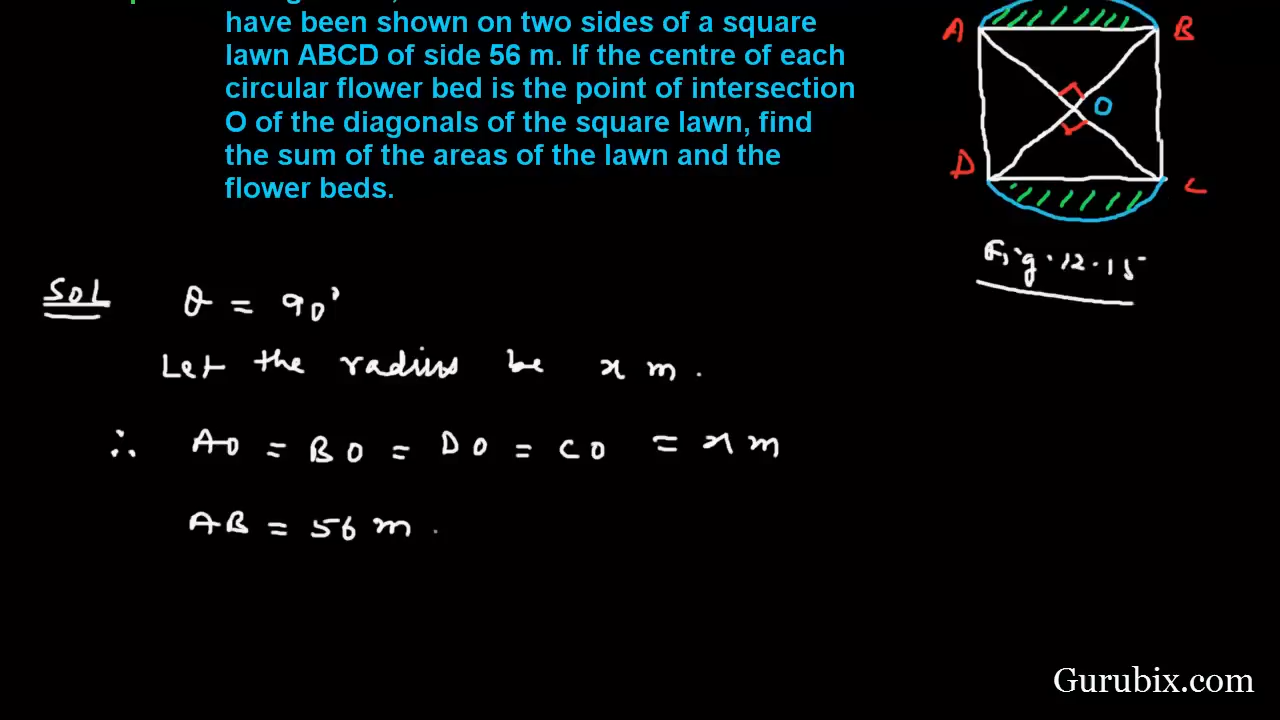 have been shown on two sides of a square
lawn ABCD of side 56 m. If the centre of each
circular flower bed is the point of intersection
O of the diagonals of the square lawn, find
the sum of the areas of the lawn and the
flower beds.
A
B
O
D
C
Fig. 12.15
Sol
θ = 90°
Let the radius be x m.
∴ AO = BO = DO = CO = x m
AB = 56 m.
Gurubix.com